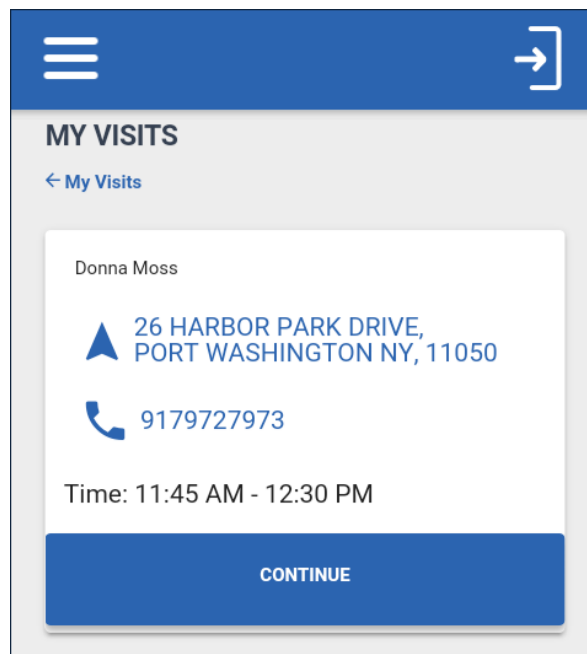 MY VISITS
My Visits
Donna Moss
26 HARBOR PARK DRIVE,
PORT WASHINGTON NY, 11050
9179727973
Time: 11:45 AM - 12:30 PM
CONTINUE